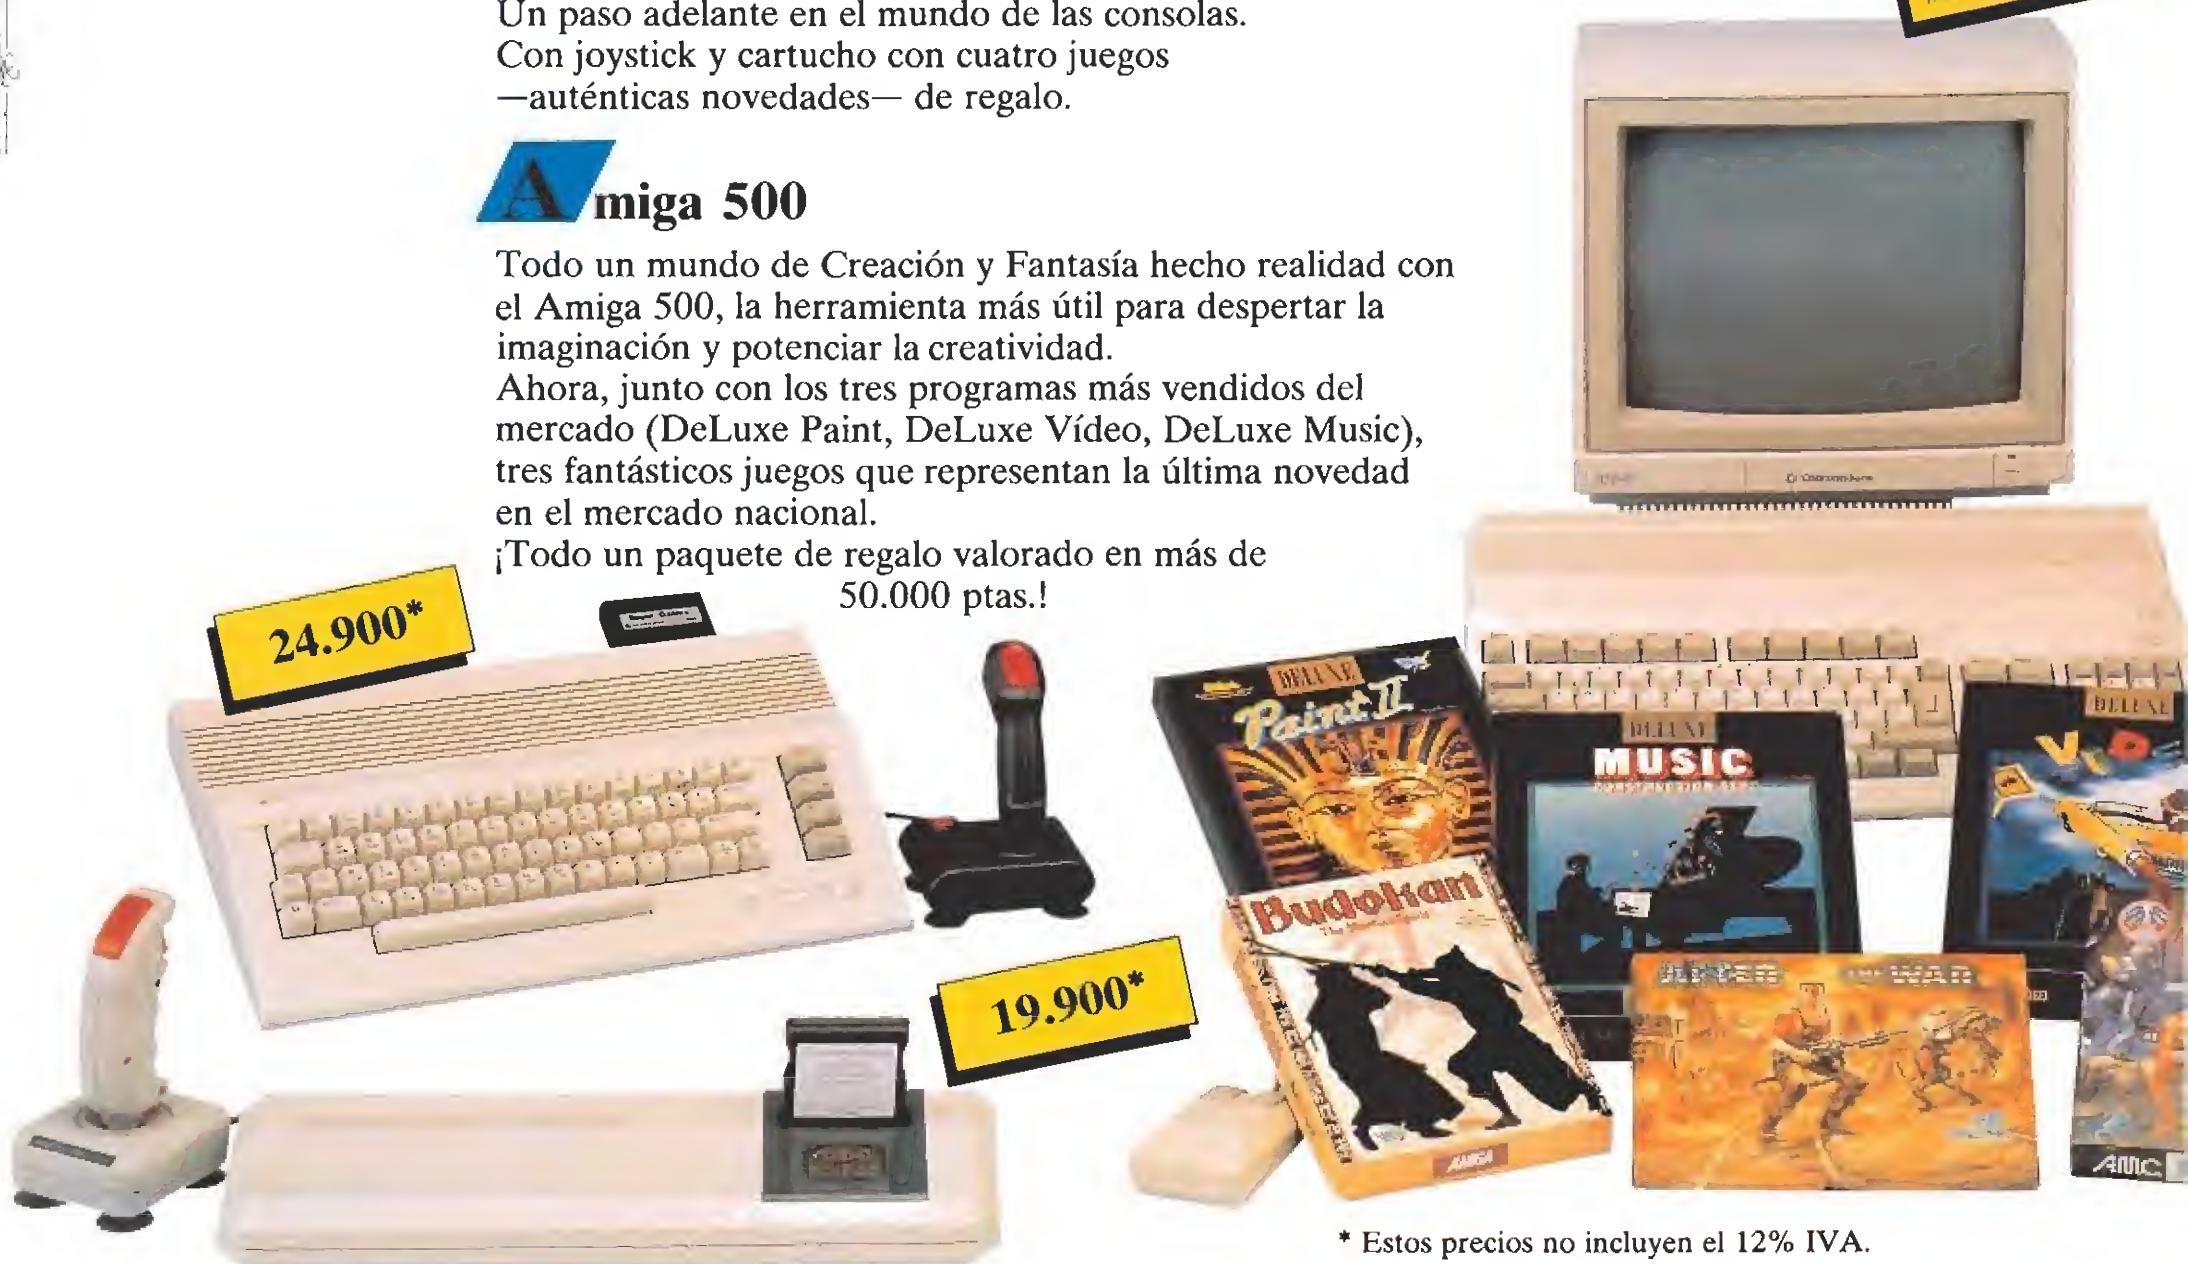 Un paso adelante en el mundo de las consolas.
Con joystick y cartucho con cuatro juegos
—auténticas novedades— de regalo.
Amiga 500
Todo un mundo de Creación y Fantasía hecho realidad con
el Amiga 500, la herramienta más útil para despertar la
imaginación y potenciar la creatividad.
Ahora, junto con los tres programas más vendidos del
mercado (DeLuxe Paint, DeLuxe Vídeo, DeLuxe Music),
tres fantásticos juegos que representan la última novedad
en el mercado nacional.
¡Todo un paquete de regalo valorado en más de
50.000 ptas.!
24.900*
19.900*
Commodore
DELUXE
Paint II
DELUXE
MUSIC
DELUXE
Budokan
AMIGA
THE WAR
AMC
* Estos precios no incluyen el 12% IVA.